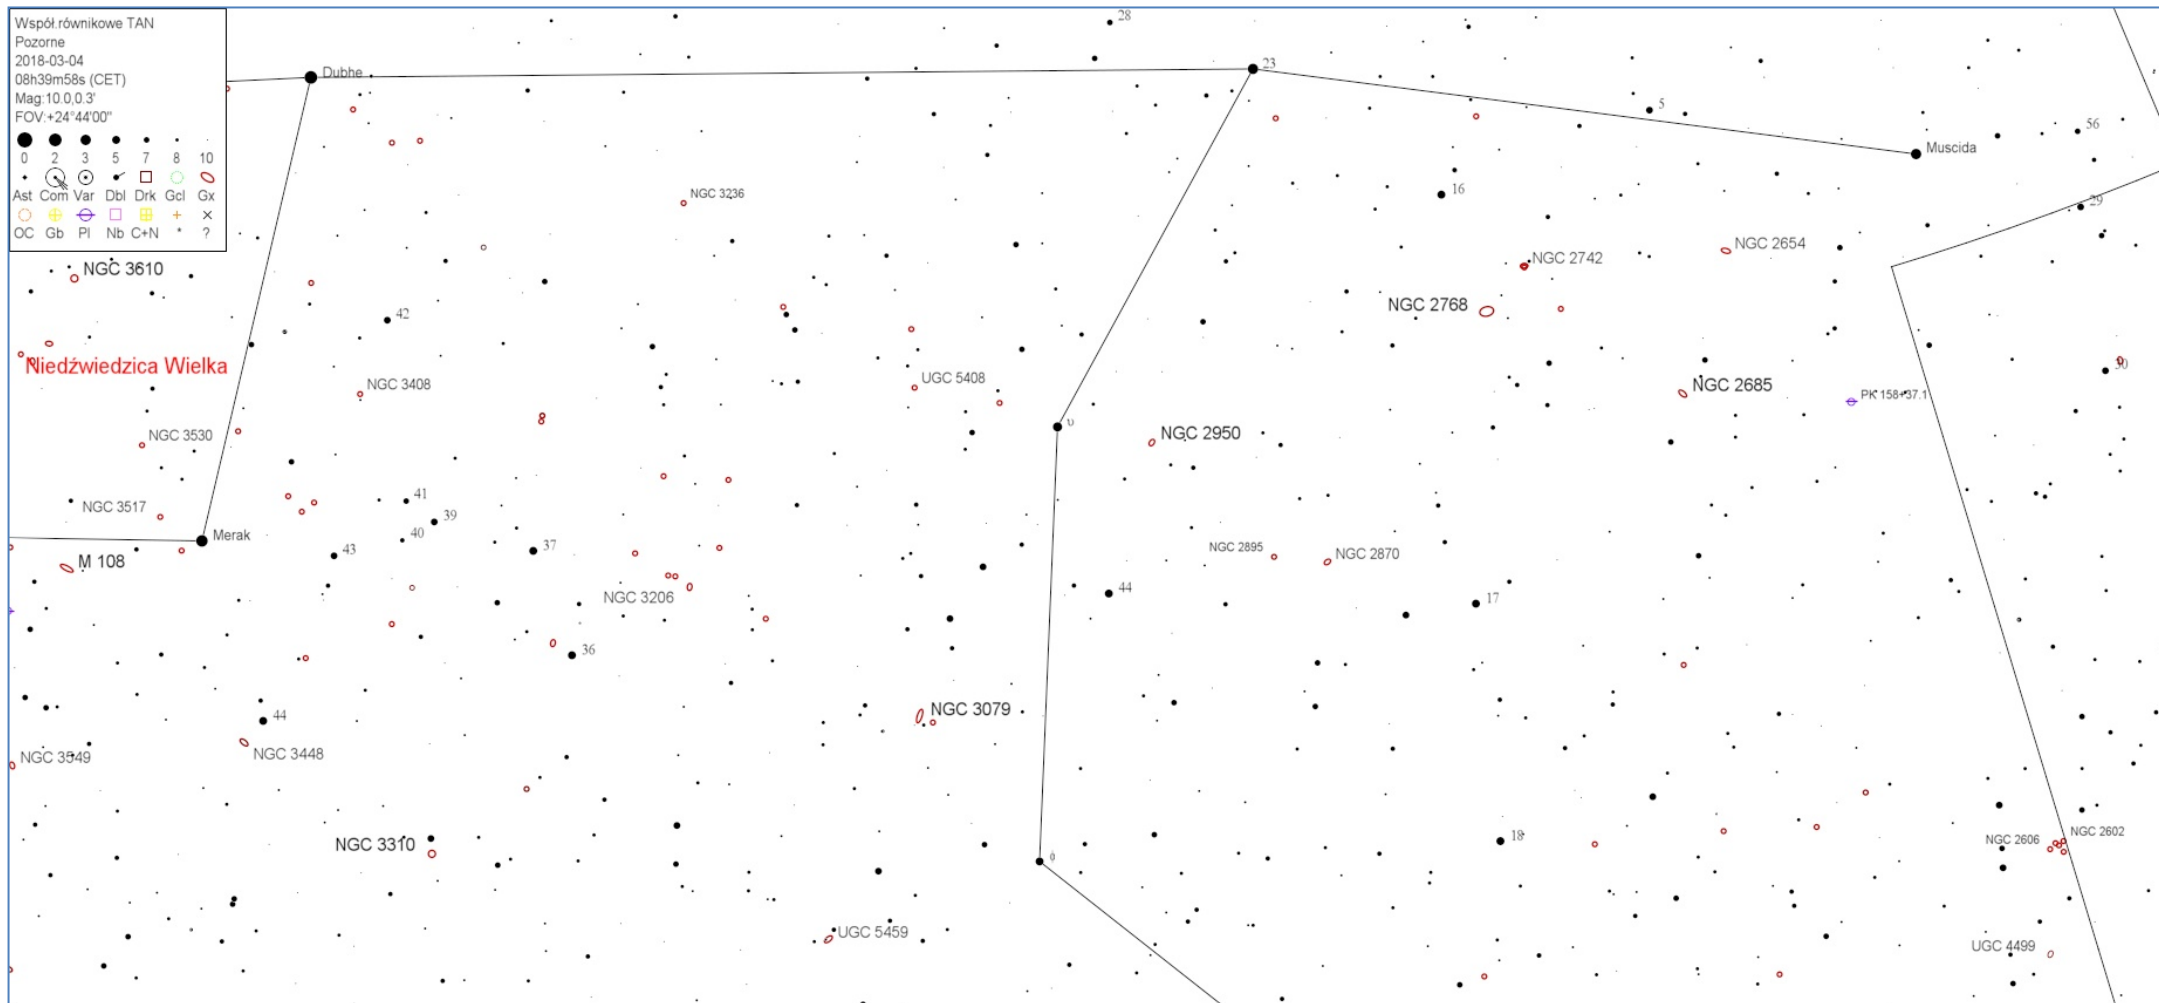 Współ.równikowe TAN
Pozorne
2018-03-04
08h39m58s (CET)
Mag:10.0,0.3'
FOV:+24°44'00"
0 2 3 5 7 8 10
Ast Com Var Dbl Drk Gcl Gx
OC Gb Pl Nb C+N * ?
28
Dubhe
23
5
56
Muscida
16
NGC 3236
29
NGC 2654
NGC 2742
NGC 3610
NGC 2768
42
Niedźwiedzica Wielka
30
NGC 3408
UGC 5408
NGC 2685
PK 158+37.1
υ
NGC 3530
NGC 2950
41
NGC 3517
39
Merak
40
43
37
NGC 2895
NGC 2870
M 108
44
NGC 3206
17
36
NGC 3079
44
NGC 3549
NGC 3448
NGC 3310
18
NGC 2602
NGC 2606
ϕ
UGC 5459
UGC 4499